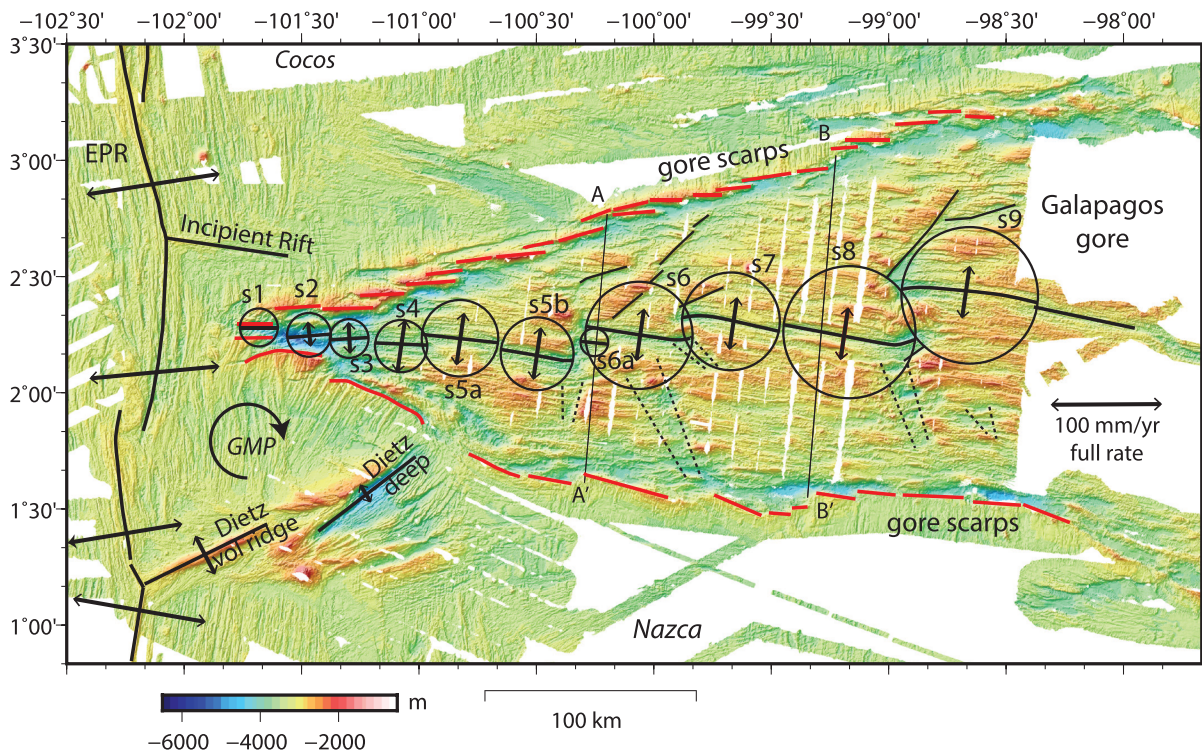 −102˚30' −102˚00' −101˚30' −101˚00' −100˚30' −100˚00' −99˚30' −99˚00' −98˚30' −98˚00'
3˚30'
Cocos
EPR
3˚00'
B
gore scarps
A
Incipient Rift
Galapagos
gore
s9
2˚30'
s8
s7
s6
s1
s2
s5b
s4
s3
s6a
s5a
2˚00'
100 mm/yr
full rate
GMP
Dietz
deep
A'
B'
gore scarps
1˚30'
Dietz
vol ridge
1˚00'
Nazca
m
−6000 −4000 −2000
100 km